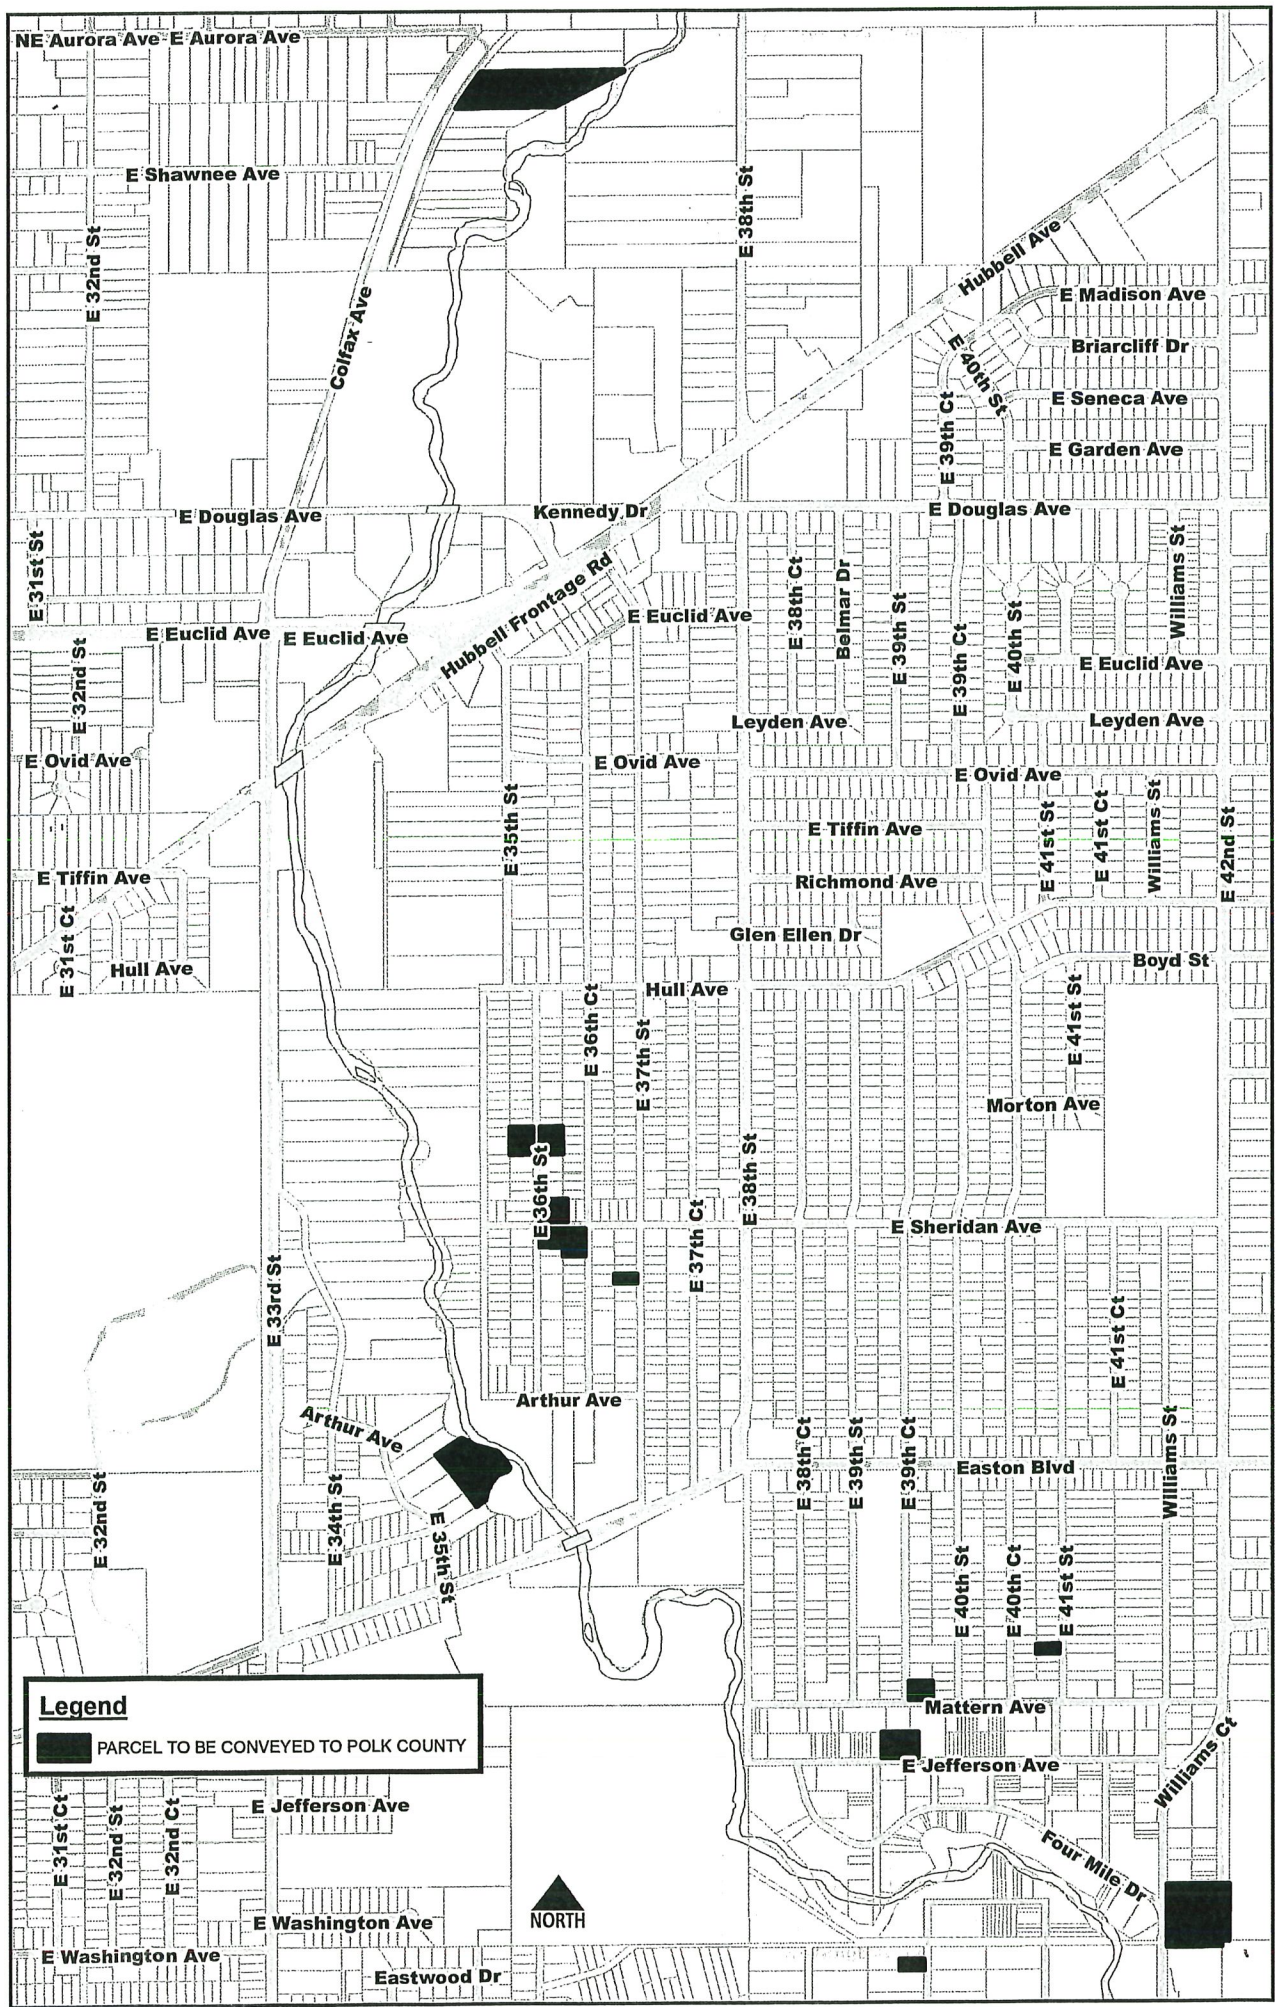 NE Aurora Ave
E Aurora Ave
E Shawnee Ave
E 38th St
E 32nd St
Hubbell Ave
E Madison Ave
Colfax Ave
Briarcliff Dr
E 40th St
E Seneca Ave
E 39th Ct
E Garden Ave
E Douglas Ave
Kennedy Dr
E Douglas Ave
E 31st St
Hubbell Frontage Rd
E 38th Ct
Belmar Dr
Williams St
E Euclid Ave
E Euclid Ave
E Euclid Ave
E 39th St
E 39th Ct
E 40th St
E 32nd St
E Euclid Ave
Leyden Ave
Leyden Ave
E Ovid Ave
E Ovid Ave
E Ovid Ave
E 35th St
E Tiffin Ave
E 41st St
E 41st Ct
Williams St
E 42nd St
E Tiffin Ave
Richmond Ave
E 31st Ct
Glen Ellen Dr
Hull Ave
Boyd St
Hull Ave
E 36th Ct
E 37th St
E 41st St
Morton Ave
E 36th St
E 38th St
E 37th Ct
E Sheridan Ave
E 33rd St
E 41st Ct
Arthur Ave
Arthur Ave
E 38th Ct
E 39th St
E 39th Ct
Easton Blvd
Williams St
E 32nd St
E 34th St
E 35th St
E 40th St
E 40th Ct
E 41st St
Legend
PARCEL TO BE CONVEYED TO POLK COUNTY
Mattern Ave
E Jefferson Ave
Williams Ct
E Jefferson Ave
E 31st Ct
E 32nd St
E 32nd Ct
Four Mile Dr
NORTH
E Washington Ave
E Washington Ave
Eastwood Dr